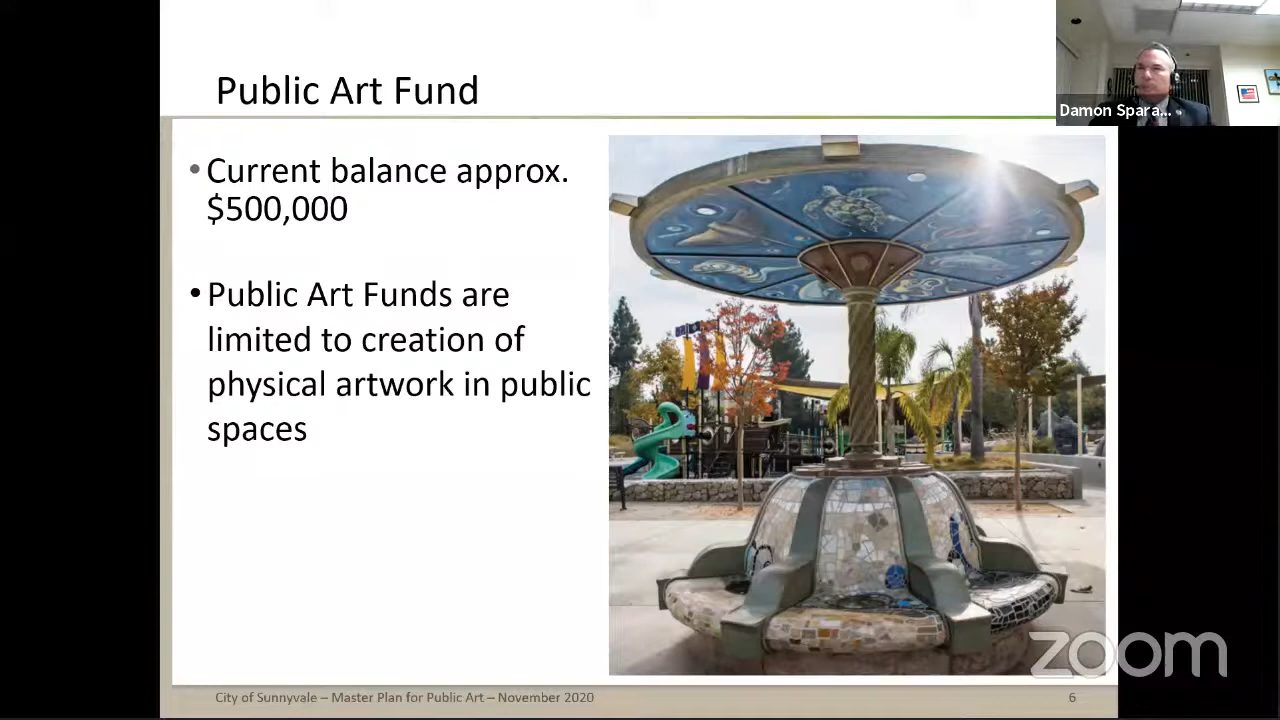 Public Art Fund
Damon Spara...
• Current balance approx.
$500,000
• Public Art Funds are
limited to creation of
physical artwork in public
spaces
zoom
City of Sunnyvale – Master Plan for Public Art – November 2020
6